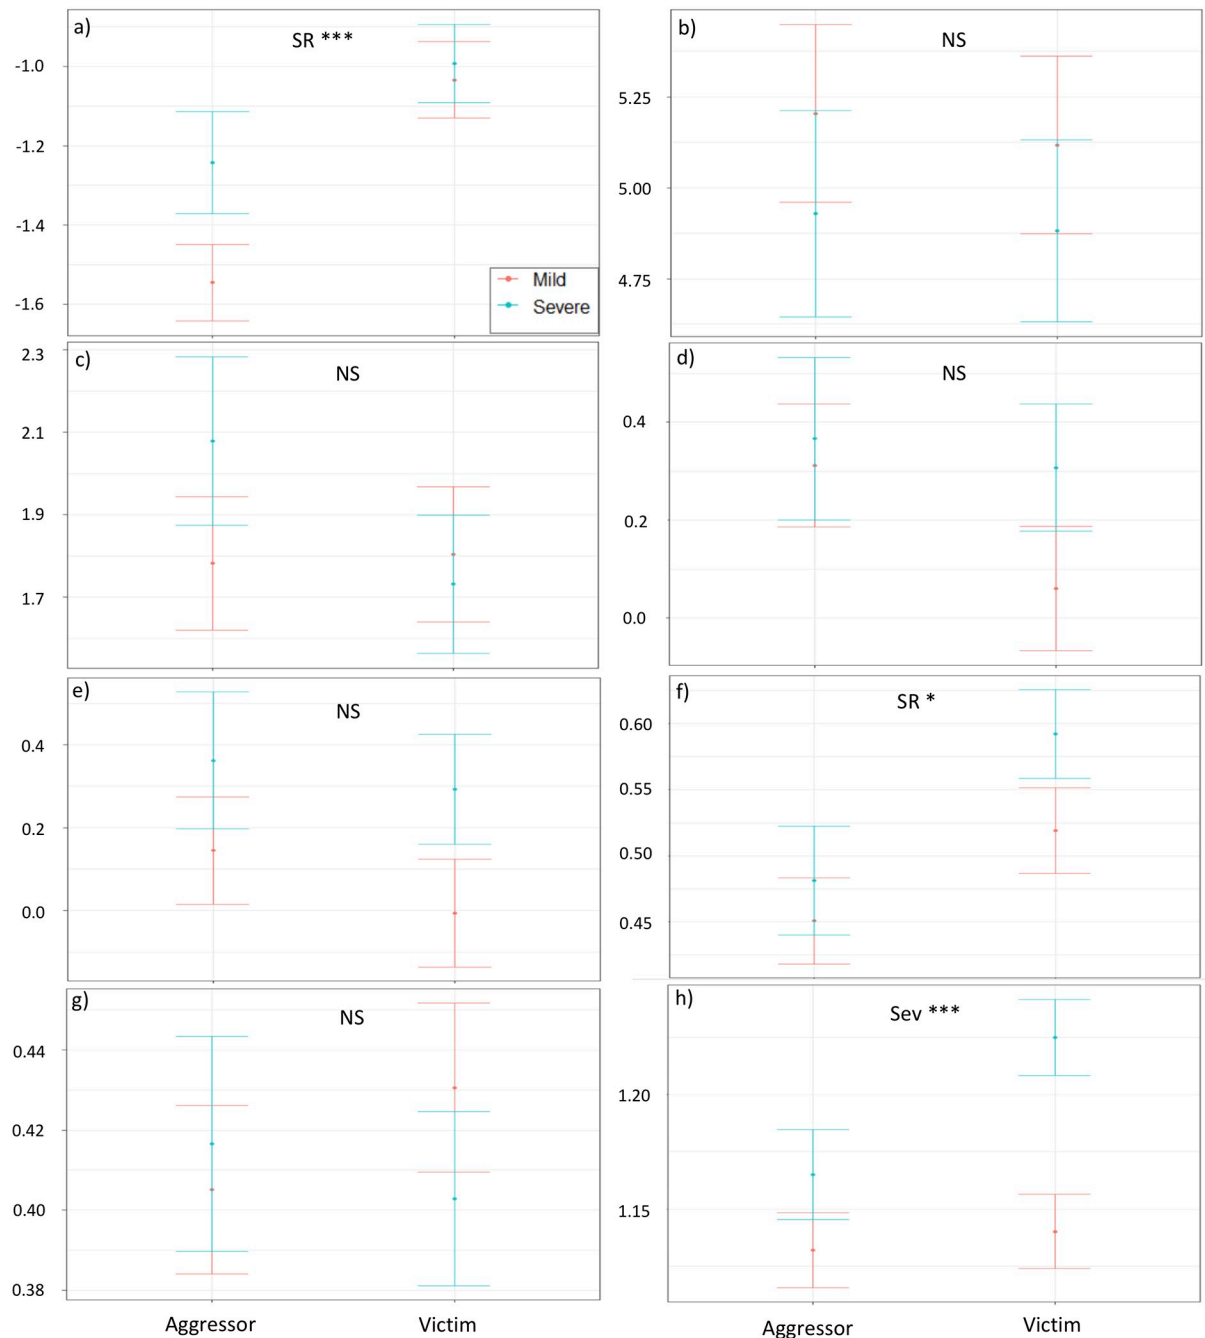 a)
SR ***
-1.0
-1.2
-1.4
-1.6
Mild
Severe
b)
NS
5.25
5.00
4.75
c)
NS
2.3
2.1
1.9
1.7
d)
NS
0.4
0.2
0.0
e)
NS
0.4
0.2
0.0
f)
SR *
0.60
0.55
0.50
0.45
g)
NS
0.44
0.42
0.40
0.38
Aggressor
Victim
h)
Sev ***
1.20
1.15
Aggressor
Victim